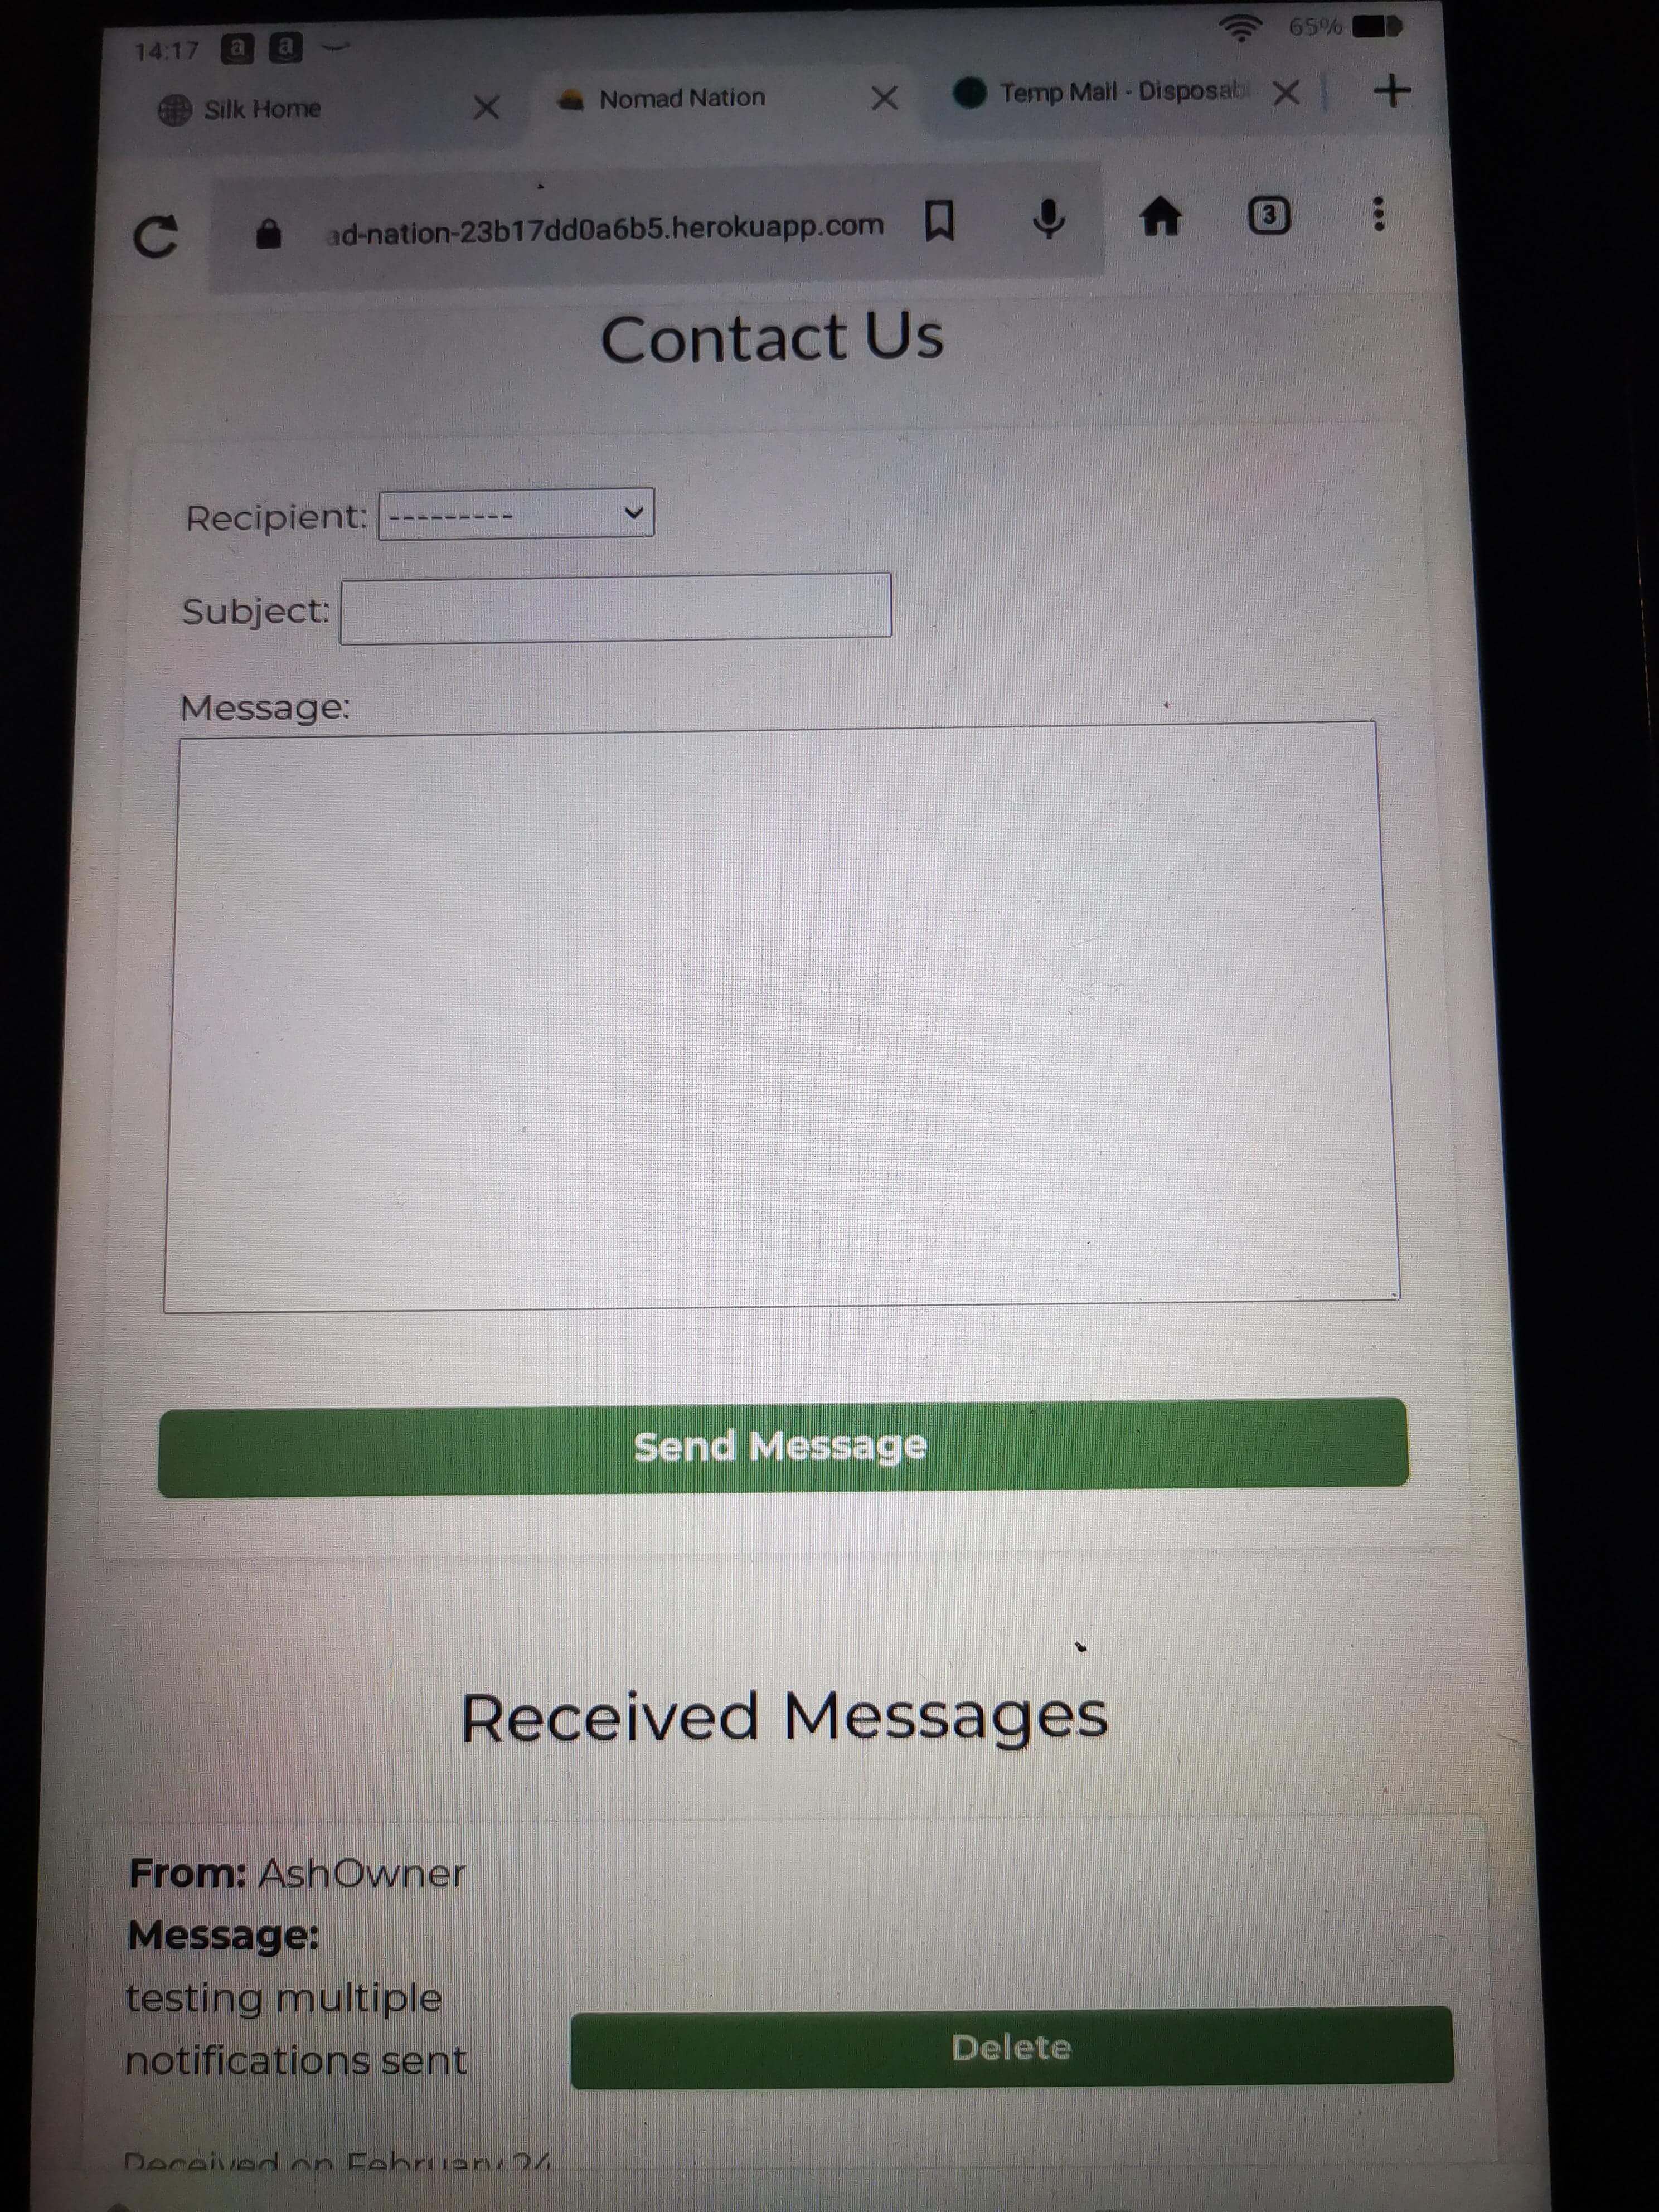 14:17 a a 65%
Silk Home Nomad Nation Temp Mail - Disposab
ad-nation-23b17dd0a6b5.herokuapp.com 3
Contact Us
Recipient: ---------
Subject:
Message:
Send Message
Received Messages
From: AshOwner
Message:
testing multiple
notifications sent
Delete
Received on February 24